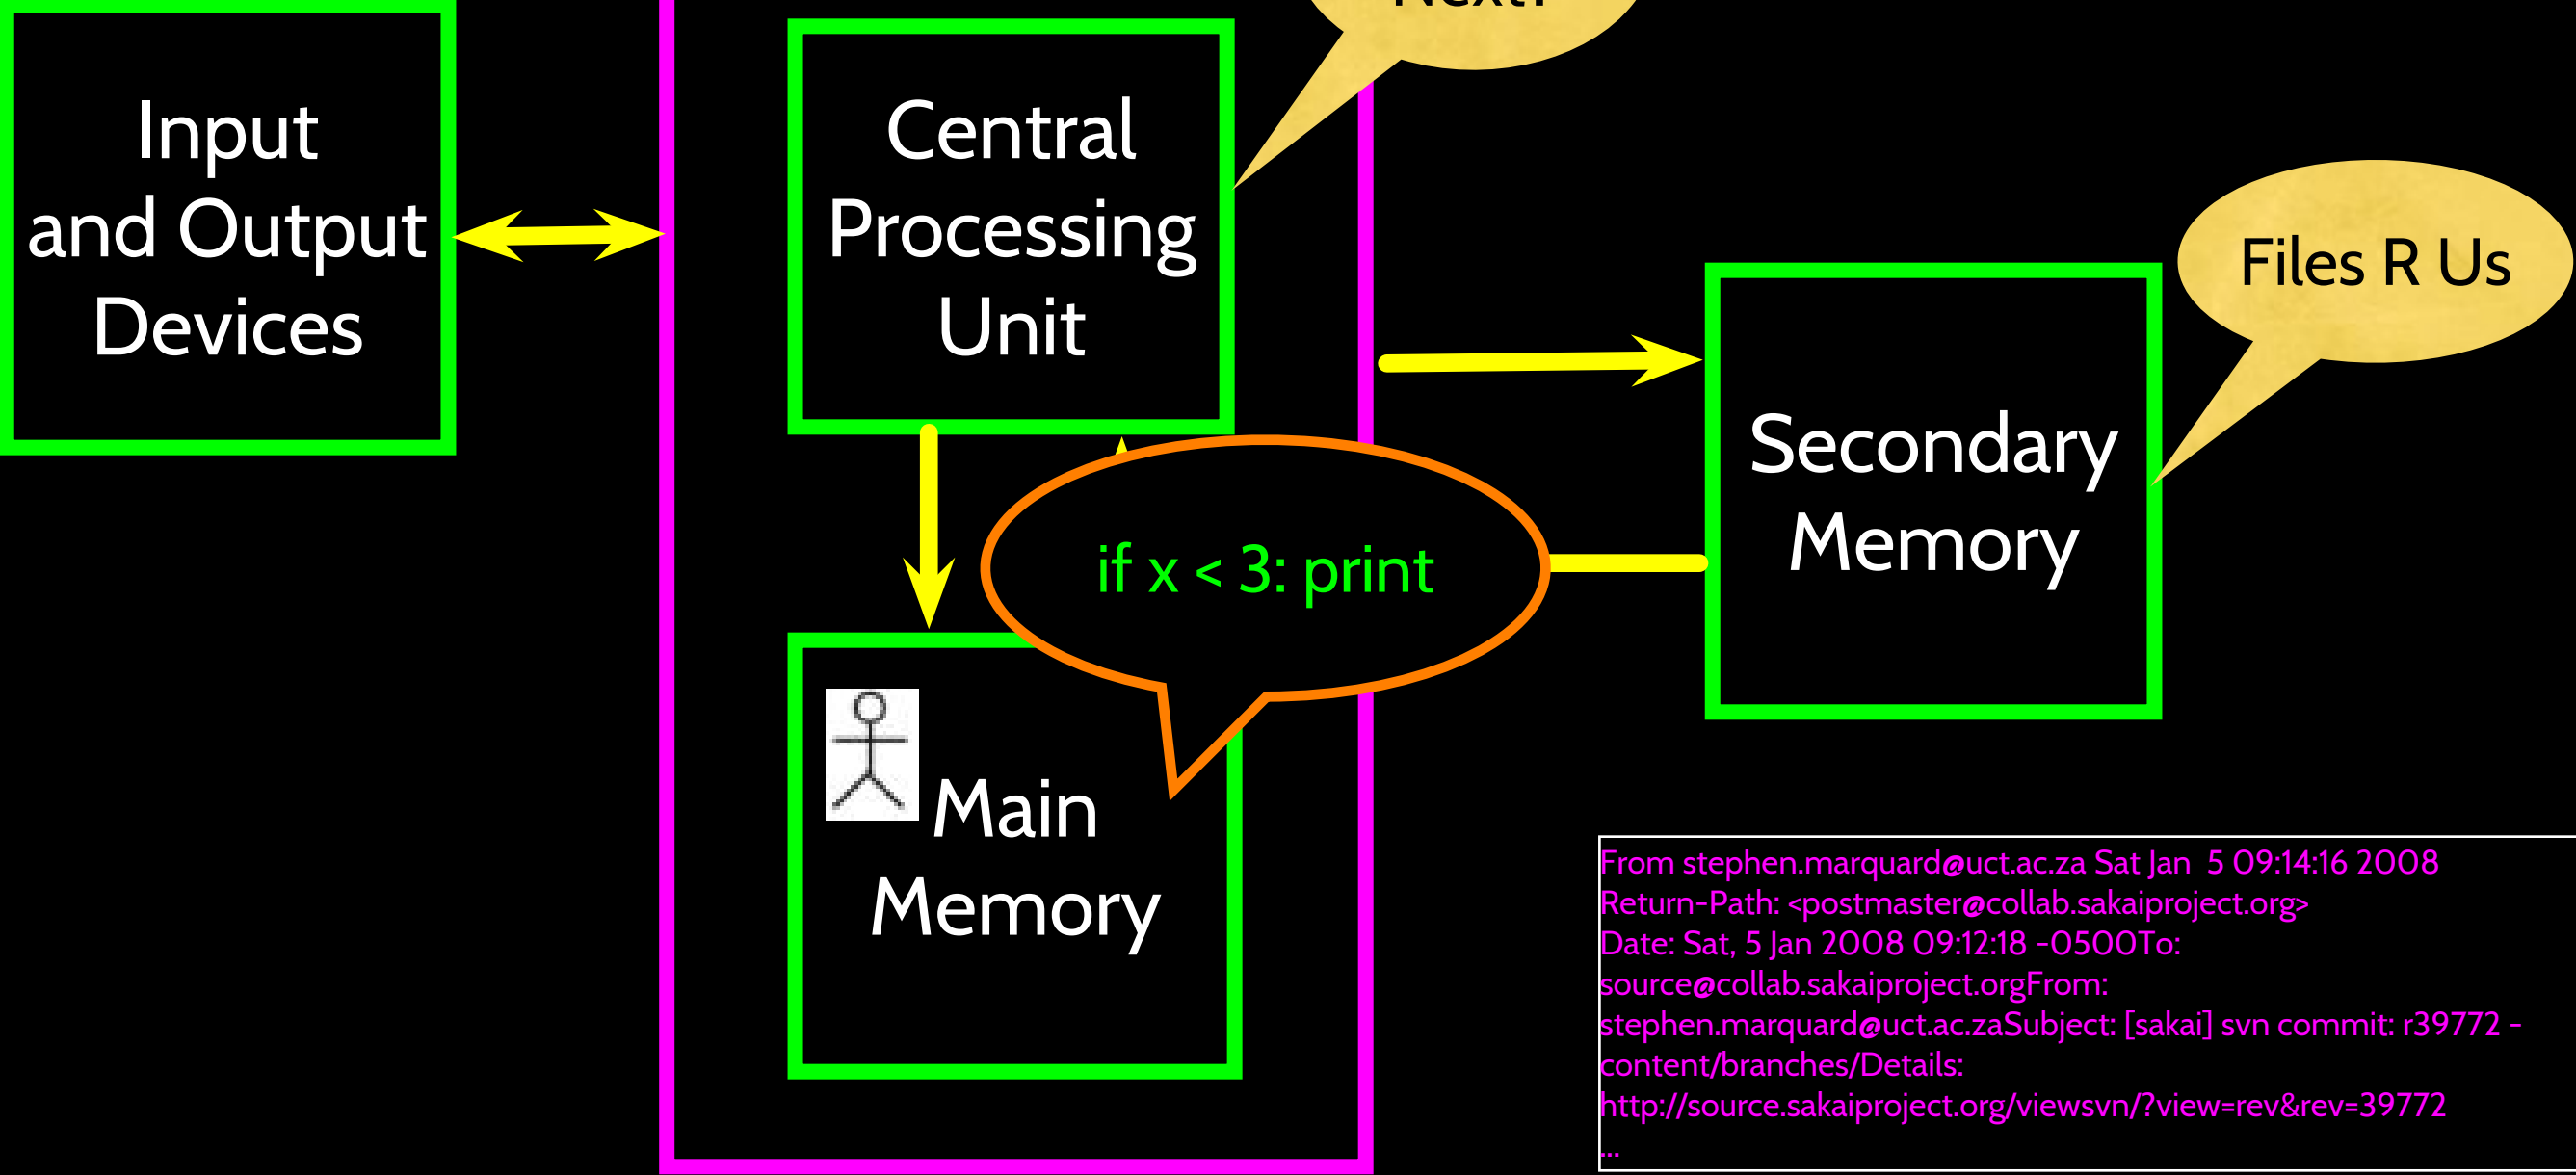 Next?
Input
and Output
Devices
Central
Processing
Unit
Files R Us
Secondary
Memory
if x < 3: print
Main
Memory
From stephen.marquard@uct.ac.za Sat Jan  5 09:14:16 2008
Return-Path: <postmaster@collab.sakaiproject.org>
Date: Sat, 5 Jan 2008 09:12:18 -0500To:
source@collab.sakaiproject.orgFrom:
stephen.marquard@uct.ac.zaSubject: [sakai] svn commit: r39772 -
content/branches/Details:
http://source.sakaiproject.org/viewsvn/?view=rev&rev=39772
...